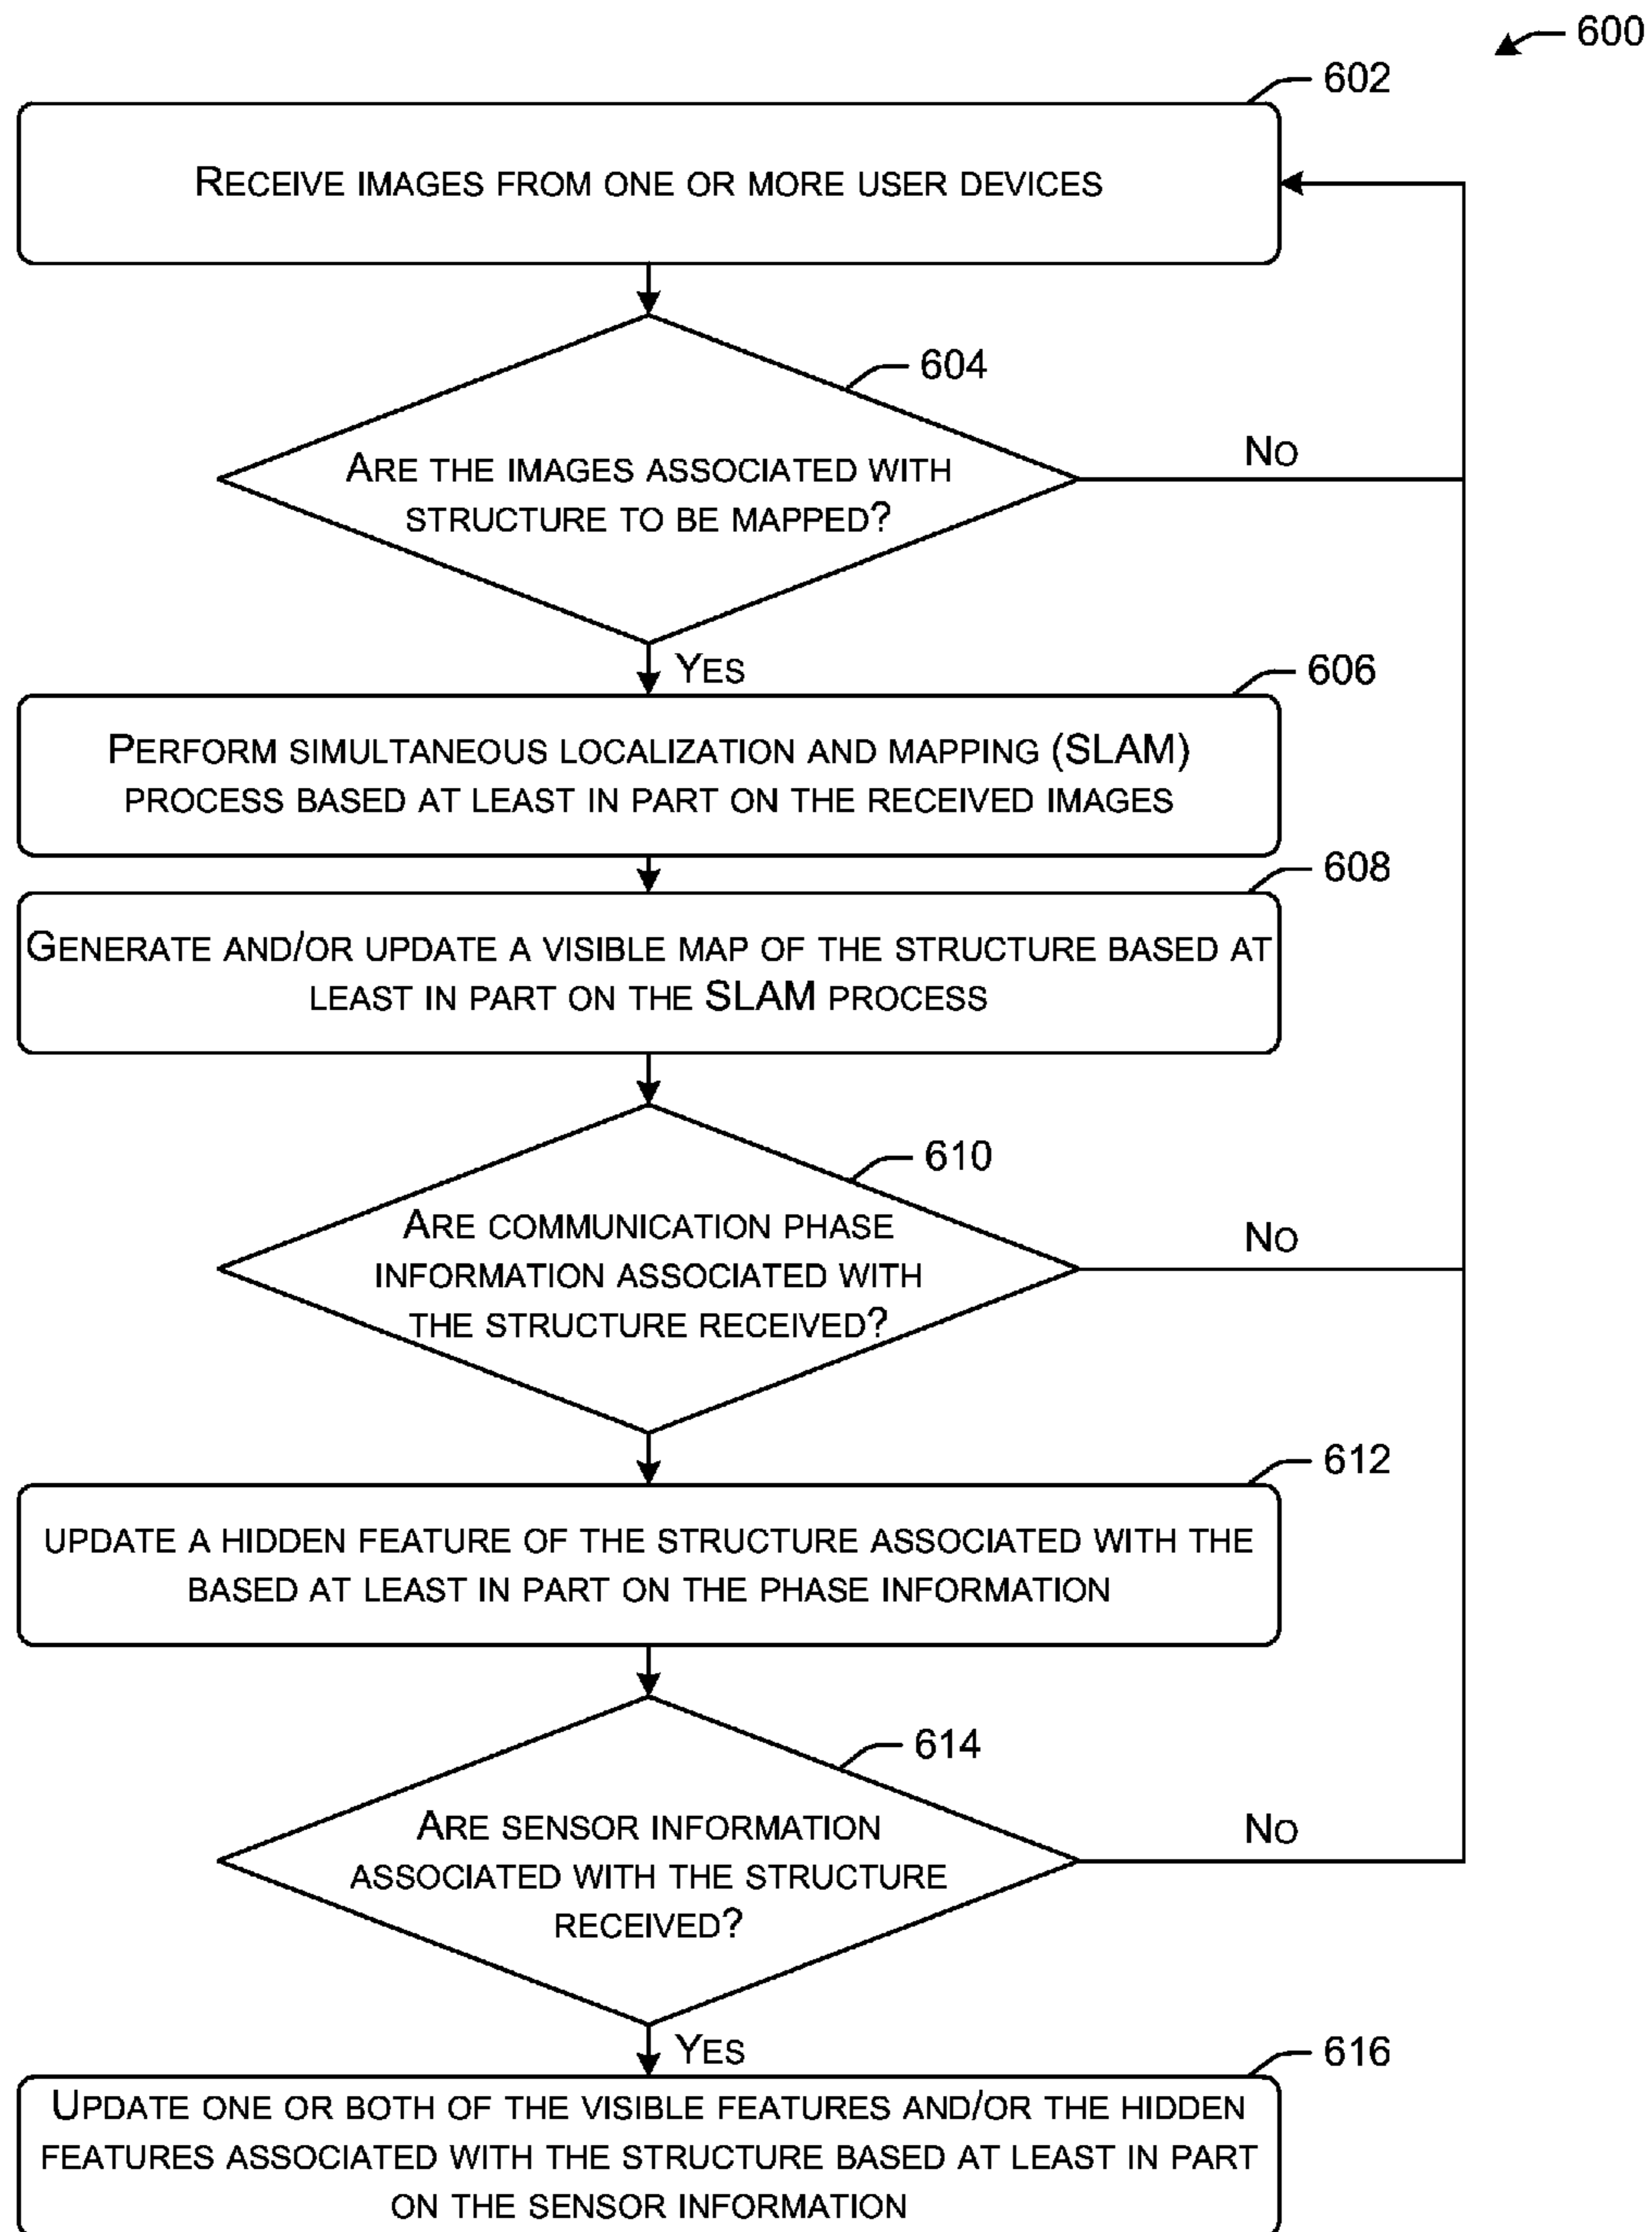 600
602
Receive images from one or more user devices
604
Are the images associated with
structure to be mapped?
No
Yes
606
Perform simultaneous localization and mapping (SLAM)
process based at least in part on the received images
608
Generate and/or update a visible map of the structure based at
least in part on the SLAM process
610
Are communication phase
information associated with
the structure received?
No
612
update a hidden feature of the structure associated with the
based at least in part on the phase information
614
Are sensor information
associated with the structure
received?
No
Yes
616
Update one or both of the visible features and/or the hidden
features associated with the structure based at least in part
on the sensor information